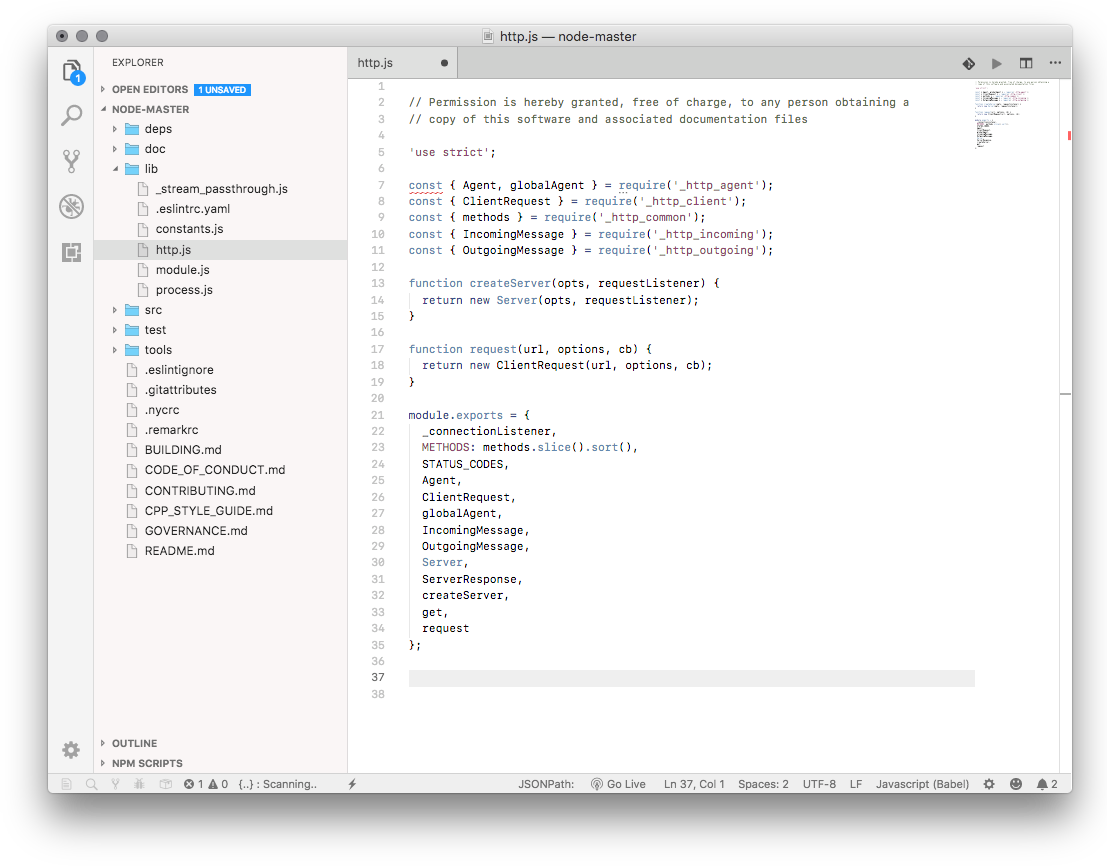 http.js — node-master
EXPLORER
1
OPEN EDITORS 1 UNSAVED
NODE-MASTER
deps
doc
lib
_stream_passthrough.js
.eslintrc.yaml
constants.js
http.js
module.js
process.js
src
test
tools
.eslintignore
.gitattributes
.nycrc
.remarkrc
BUILDING.md
CODE_OF_CONDUCT.md
CONTRIBUTING.md
CPP_STYLE_GUIDE.md
GOVERNANCE.md
README.md
OUTLINE
NPM SCRIPTS
http.js
1
2 // Permission is hereby granted, free of charge, to any person obtaining a
3 // copy of this software and associated documentation files
4
5 'use strict';
6
7 const { Agent, globalAgent } = require('_http_agent');
8 const { ClientRequest } = require('_http_client');
9 const { methods } = require('_http_common');
10 const { IncomingMessage } = require('_http_incoming');
11 const { OutgoingMessage } = require('_http_outgoing');
12
13 function createServer(opts, requestListener) {
14 return new Server(opts, requestListener);
15 }
16
17 function request(url, options, cb) {
18 return new ClientRequest(url, options, cb);
19 }
20
21 module.exports = {
22 _connectionListener,
23 METHODS: methods.slice().sort(),
24 STATUS_CODES,
25 Agent,
26 ClientRequest,
27 globalAgent,
28 IncomingMessage,
29 OutgoingMessage,
30 Server,
31 ServerResponse,
32 createServer,
33 get,
34 request
35 };
36
37
38
1 0 {..} : Scanning.. JSONPath: Go Live Ln 37, Col 1 Spaces: 2 UTF-8 LF Javascript (Babel) 2